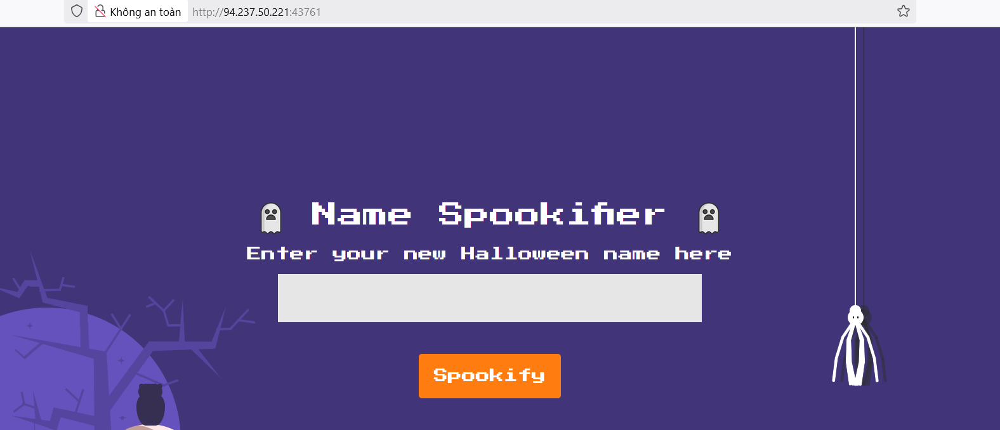 Không an toàn http://94.237.50.221:43761
Name Spookifier
Enter your new Halloween name here
Spookify